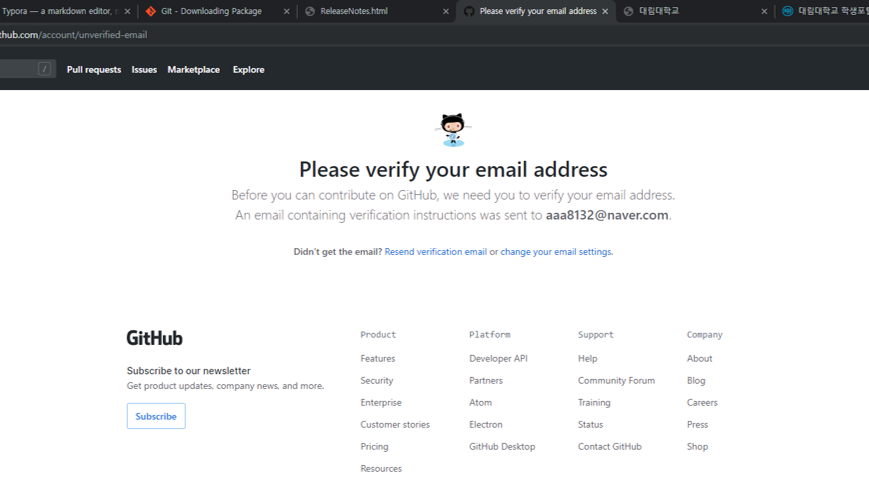 Typora — a markdown editor, Git - Downloading Package ReleaseNotes.html Please verify your email address 대림대학교 대림대학교 학생포털
thub.com/account/unverified-email
/ Pull requests Issues Marketplace Explore
Please verify your email address
Before you can contribute on GitHub, we need you to verify your email address.
An email containing verification instructions was sent to aaa8132@naver.com.
Didn't get the email? Resend verification email or change your email settings.
GitHub
Subscribe to our newsletter
Get product updates, company news, and more.
Subscribe
Product
Features
Security
Enterprise
Customer stories
Pricing
Resources
Platform
Developer API
Partners
Atom
Electron
GitHub Desktop
Support
Help
Community Forum
Training
Status
Contact GitHub
Company
About
Blog
Careers
Press
Shop